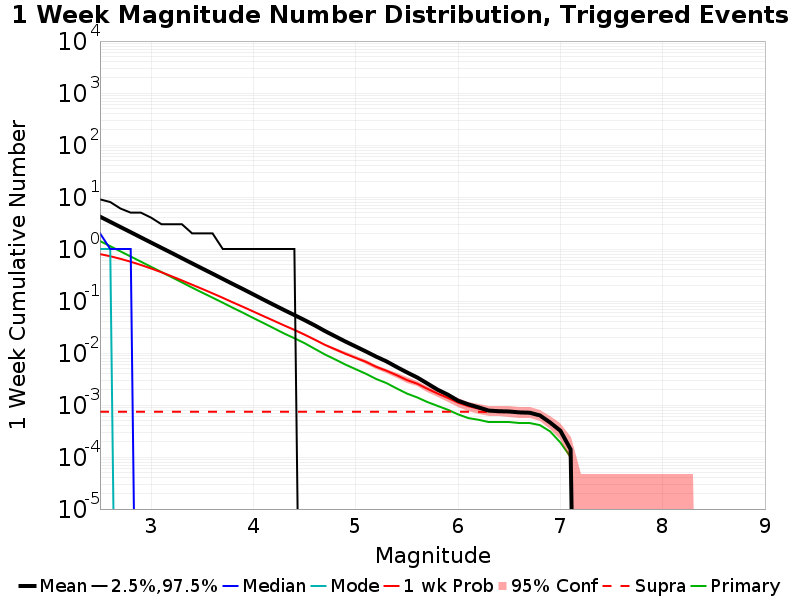 1 Week Magnitude Number Distribution, Triggered Events
10^4
10^3
10^2
10^1
10^0
10^-1
10^-2
10^-3
10^-4
10^-5
1 Week Cumulative Number
3 4 5 6 7 8 9
Magnitude
Mean 2.5%,97.5% Median Mode 1 wk Prob 95% Conf Supra Primary